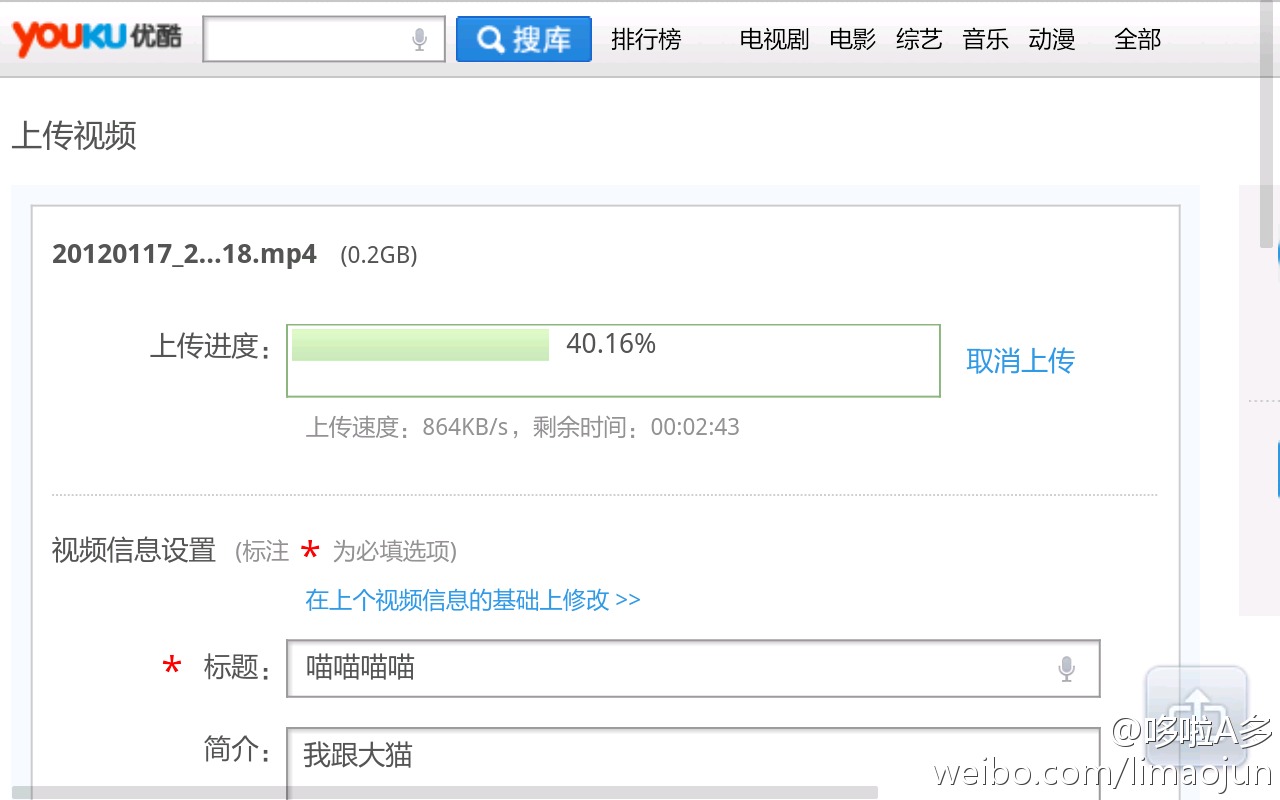 YOUKU优酷 搜库 排行榜 电视剧 电影 综艺 音乐 动漫 全部
上传视频
20120117_2...18.mp4 (0.2GB)
上传进度: 40.16% 取消上传
上传速度: 864KB/s, 剩余时间: 00:02:43
视频信息设置 (标注 * 为必填选项)
在上个视频信息的基础上修改 >>
* 标题: 喵喵喵喵
简介: 我跟大猫
@哆啦A多
weibo.com/limaojun